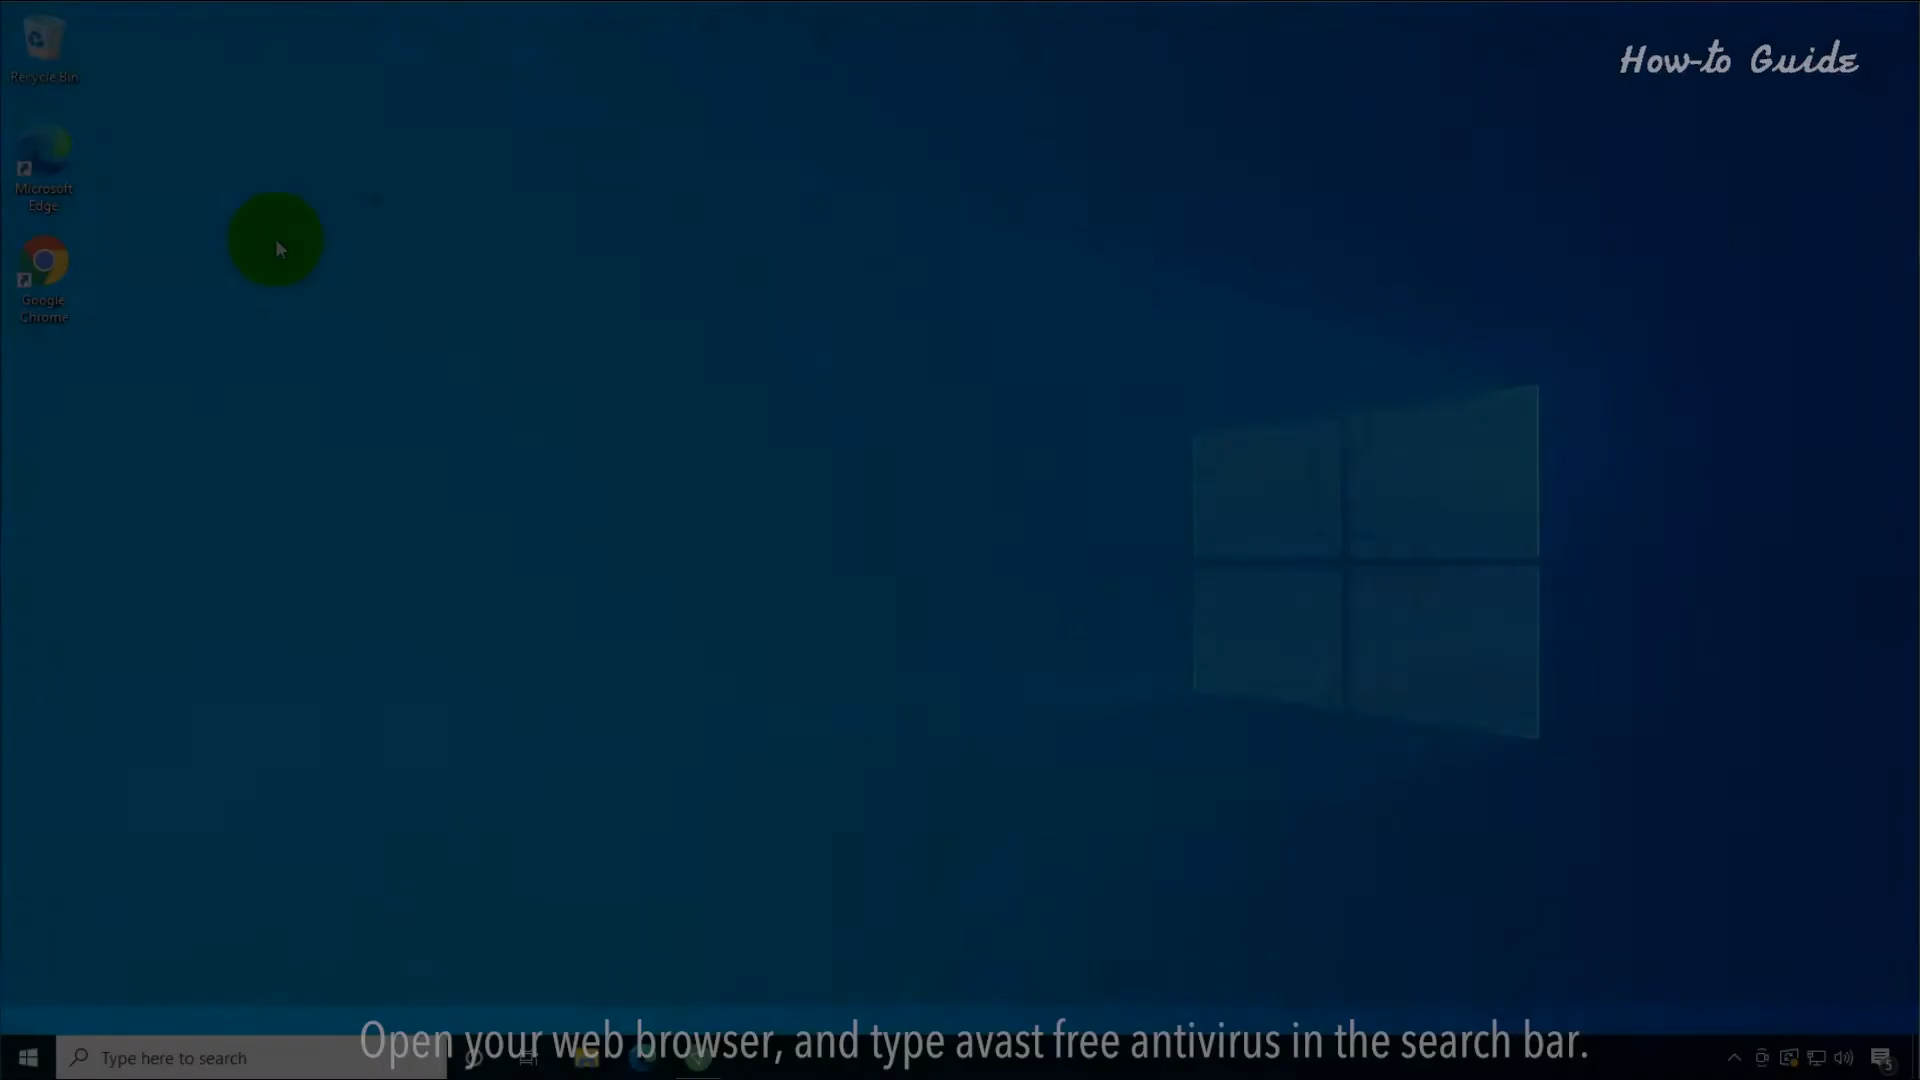 How-to Guide
Recycle Bin
Microsoft
Edge
Google
Chrome
Open your web browser, and type avast free antivirus in the search bar.
Type here to search
5